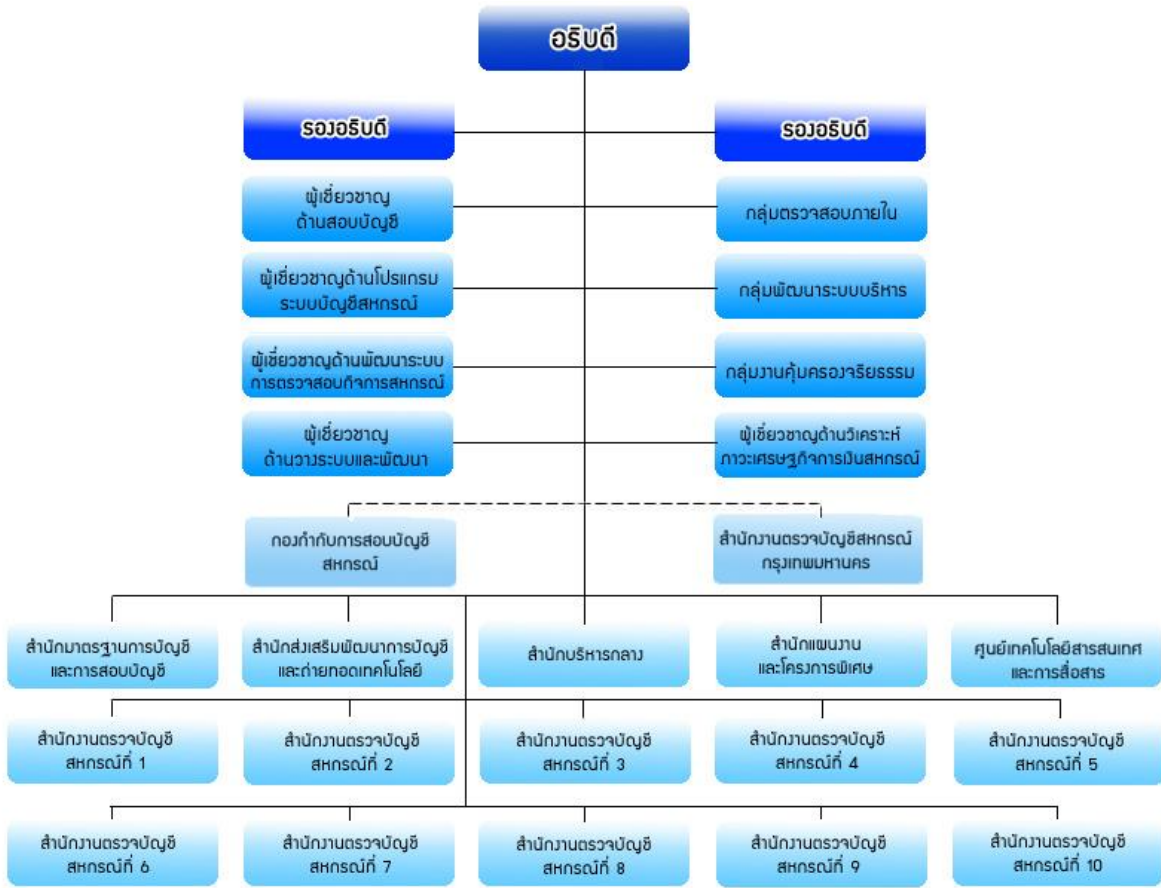 อธิบดี
รองอธิบดี
รองอธิบดี
ผู้เชี่ยวชาญ
ด้านสอบบัญชี
กลุ่มตรวจสอบภายใน
ผู้เชี่ยวชาญด้านโปรแกรม
ระบบบัญชีสหกรณ์
กลุ่มพัฒนาระบบบริหาร
ผู้เชี่ยวชาญด้านพัฒนาระบบ
การตรวจสอบกิจการสหกรณ์
กลุ่มงานคุ้มครองจริยธรรม
ผู้เชี่ยวชาญ
ด้านวางระบบและพัฒนา
ผู้เชี่ยวชาญด้านวิเคราะห์
ภาวะเศรษฐกิจการเงินสหกรณ์
กองกำกับการสอบบัญชี
สหกรณ์
สำนักงานตรวจบัญชีสหกรณ์
กรุงเทพมหานคร
สำนักมาตรฐานการบัญชี
และการสอบบัญชี
สำนักส่งเสริมพัฒนาการบัญชี
และถ่ายทอดเทคโนโลยี
สำนักบริหารกลาง
สำนักแผนงาน
และโครงการพิเศษ
ศูนย์เทคโนโลยีสารสนเทศ
และการสื่อสาร
สำนักงานตรวจบัญชี
สหกรณ์ที่ 1
สำนักงานตรวจบัญชี
สหกรณ์ที่ 2
สำนักงานตรวจบัญชี
สหกรณ์ที่ 3
สำนักงานตรวจบัญชี
สหกรณ์ที่ 4
สำนักงานตรวจบัญชี
สหกรณ์ที่ 5
สำนักงานตรวจบัญชี
สหกรณ์ที่ 6
สำนักงานตรวจบัญชี
สหกรณ์ที่ 7
สำนักงานตรวจบัญชี
สหกรณ์ที่ 8
สำนักงานตรวจบัญชี
สหกรณ์ที่ 9
สำนักงานตรวจบัญชี
สหกรณ์ที่ 10